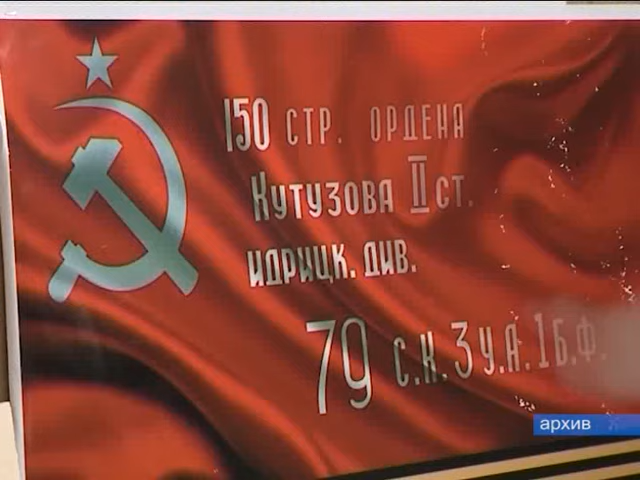 150 СТР. ОРДЕНА
КУТУЗОВА II СТ.
ИДРИЦК. ДИВ.
79 С.К. 3 У.А. 1 Б.Ф.
архив